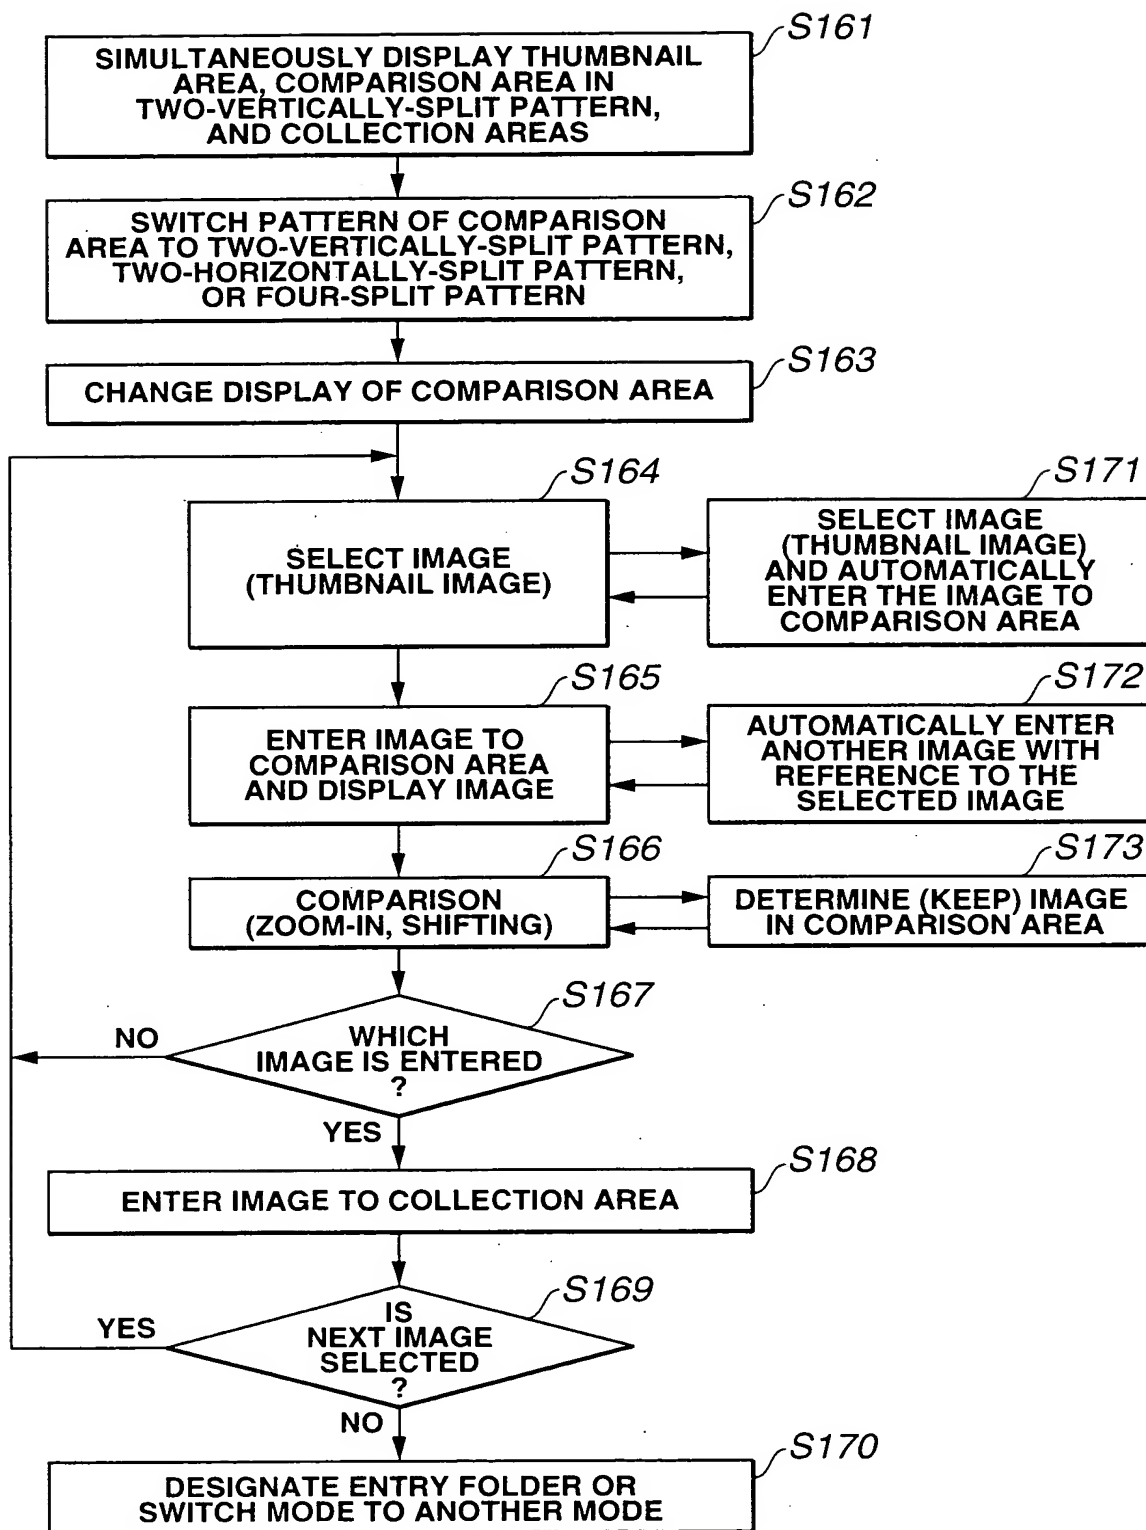 S161
SIMULTANEOUSLY DISPLAY THUMBNAIL
AREA, COMPARISON AREA IN
TWO-VERTICALLY-SPLIT PATTERN,
AND COLLECTION AREAS
S162
SWITCH PATTERN OF COMPARISON
AREA TO TWO-VERTICALLY-SPLIT PATTERN,
TWO-HORIZONTALLY-SPLIT PATTERN,
OR FOUR-SPLIT PATTERN
S163
CHANGE DISPLAY OF COMPARISON AREA
S164
SELECT IMAGE
(THUMBNAIL IMAGE)
S171
SELECT IMAGE
(THUMBNAIL IMAGE)
AND AUTOMATICALLY
ENTER THE IMAGE TO
COMPARISON AREA
S165
ENTER IMAGE TO
COMPARISON AREA
AND DISPLAY IMAGE
S172
AUTOMATICALLY ENTER
ANOTHER IMAGE WITH
REFERENCE TO THE
SELECTED IMAGE
S166
COMPARISON
(ZOOM-IN, SHIFTING)
S173
DETERMINE (KEEP) IMAGE
IN COMPARISON AREA
S167
NO
WHICH
IMAGE IS ENTERED
?
YES
S168
ENTER IMAGE TO COLLECTION AREA
S169
YES
IS
NEXT IMAGE
SELECTED
?
NO
S170
DESIGNATE ENTRY FOLDER OR
SWITCH MODE TO ANOTHER MODE